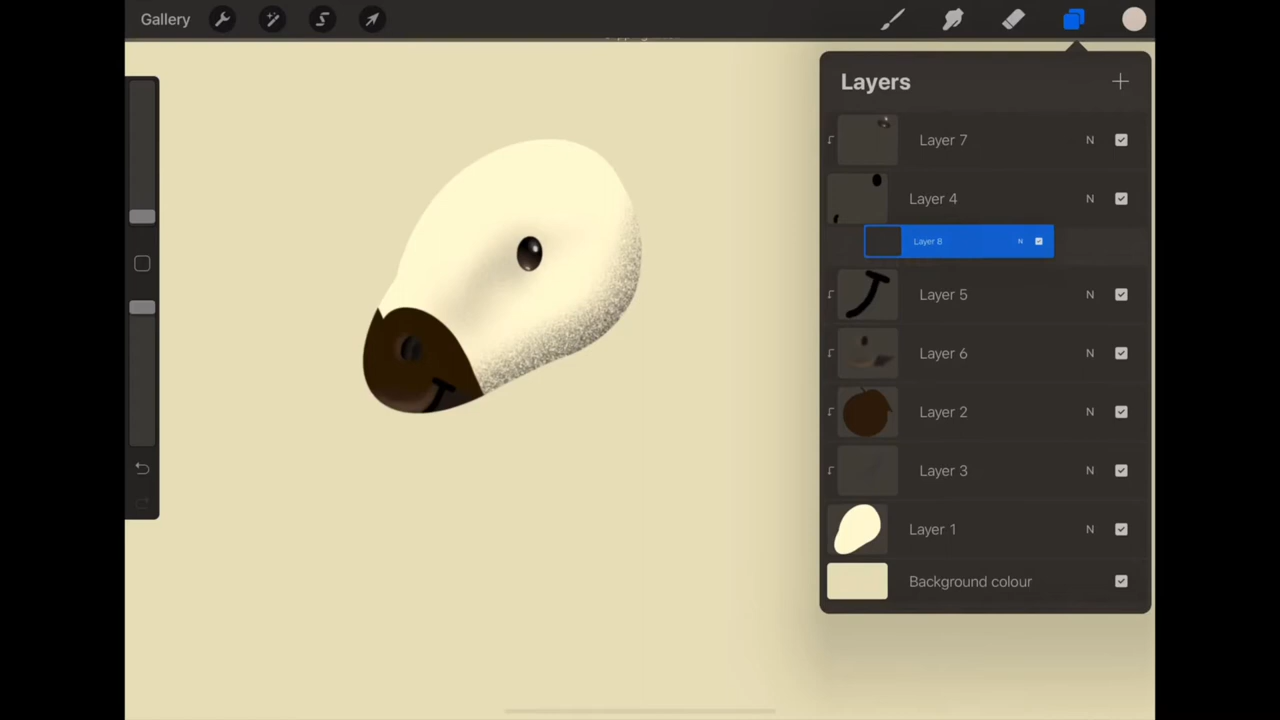 Gallery
Layers
Layer 7 N
Layer 4 N
Layer 8 N
Layer 5 N
Layer 6 N
Layer 2 N
Layer 3 N
Layer 1 N
Background colour